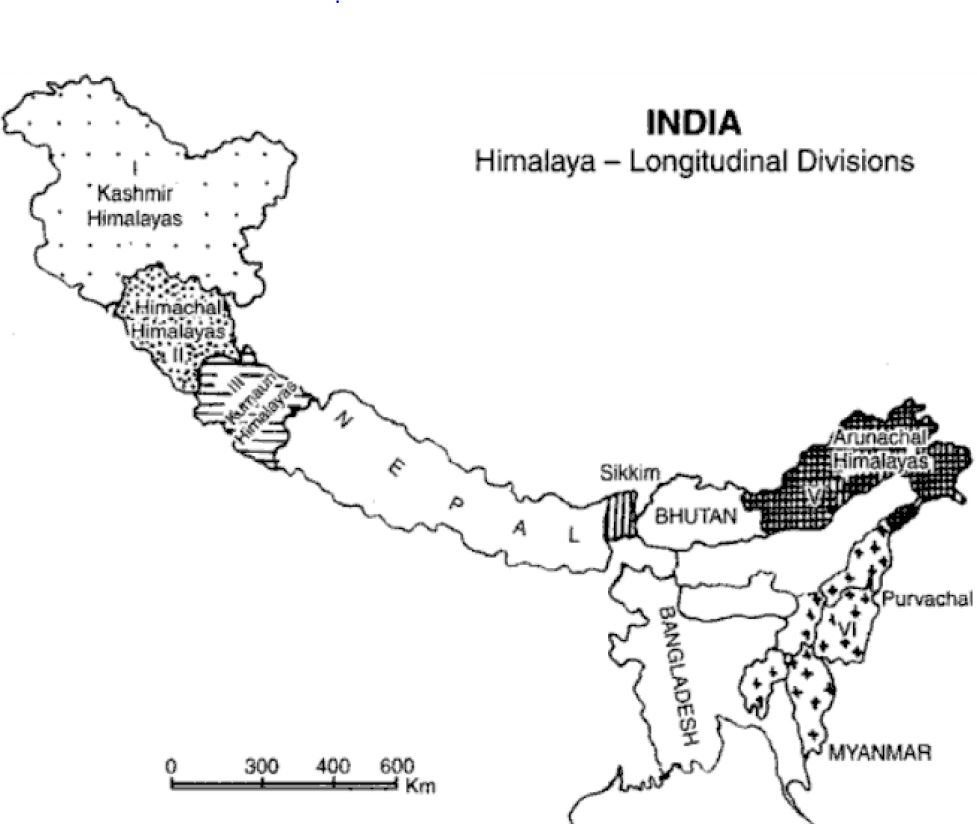 INDIA
Himalaya – Longitudinal Divisions
I
Kashmir
Himalayas
Himachal
Himalayas
II
III
Kumaun
Himalayas
NEPAL
Sikkim
BHUTAN
Arunachal
Himalayas
V
Purvachal
VI
BANGLADESH
MYANMAR
0 300 400 600
Km